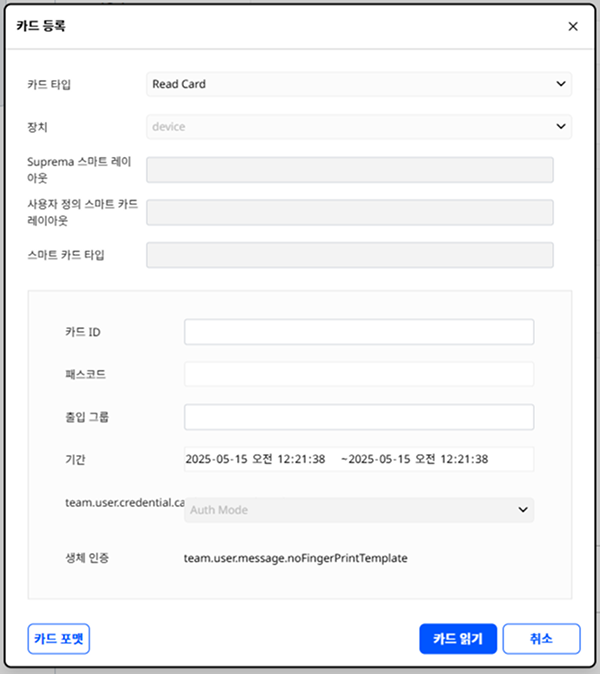 카드 등록
카드 타입 Read Card
장치 device
Suprema 스마트 레이
아웃
사용자 정의 스마트 카드
레이아웃
스마트 카드 타입
카드 ID
패스코드
출입 그룹
기간 2025-05-15 오전 12:21:38 ~2025-05-15 오전 12:21:38
team.user.credential.ca Auth Mode
생체 인증 team.user.message.noFingerPrintTemplate
카드 포맷 카드 읽기 취소